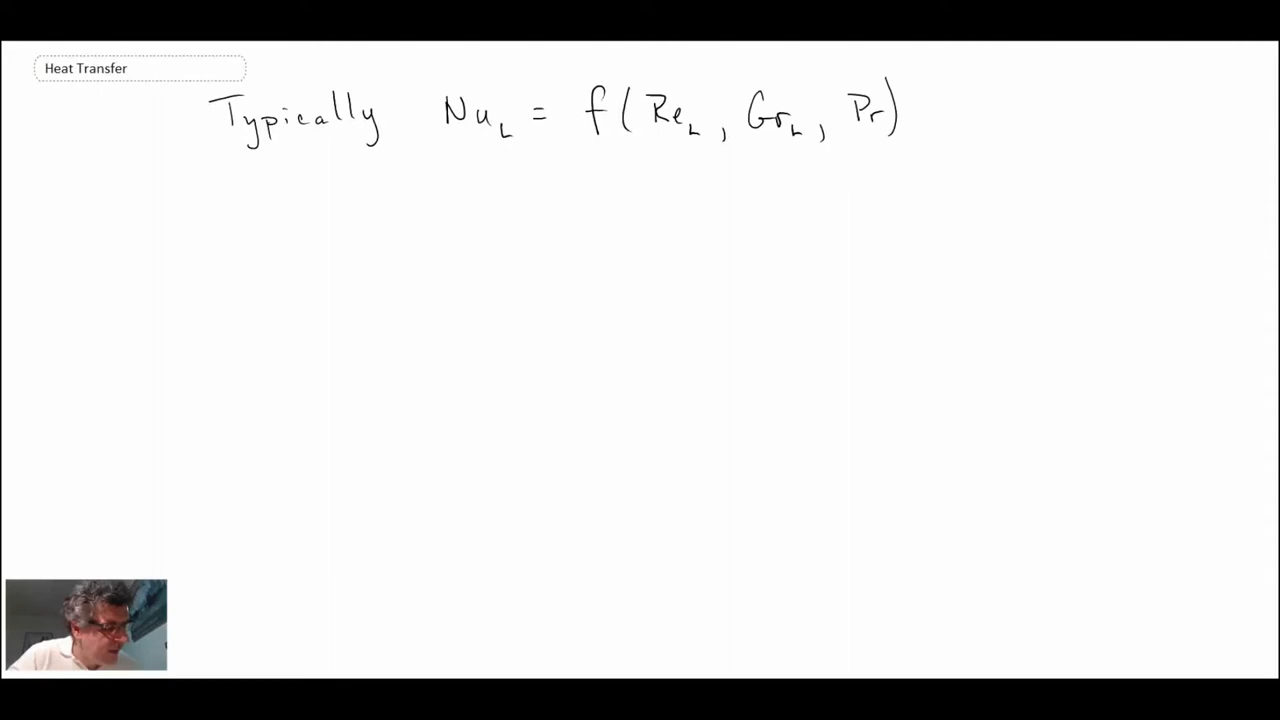 Heat Transfer
Typically Nu_L = f(Re_L, Gr_L, Pr)